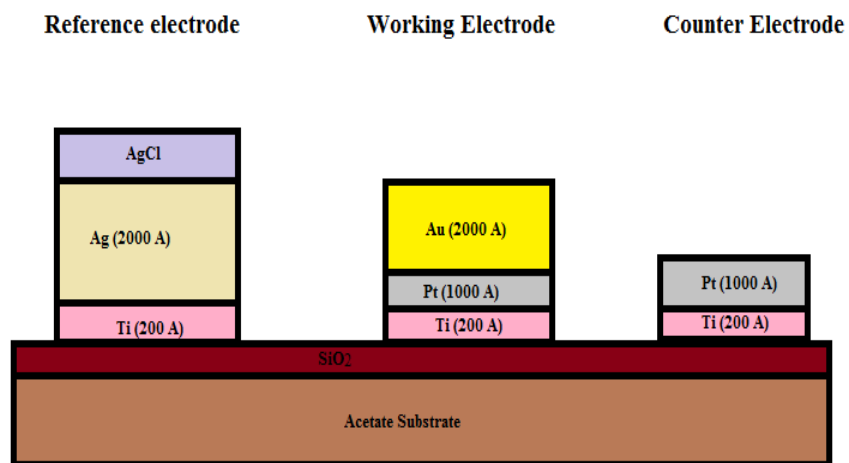 Reference electrode
Working Electrode
Counter Electrode
AgCl
Ag (2000 A)
Ti (200 A)
Au (2000 A)
Pt (1000 A)
Ti (200 A)
Pt (1000 A)
Ti (200 A)
SiO2
Acetate Substrate